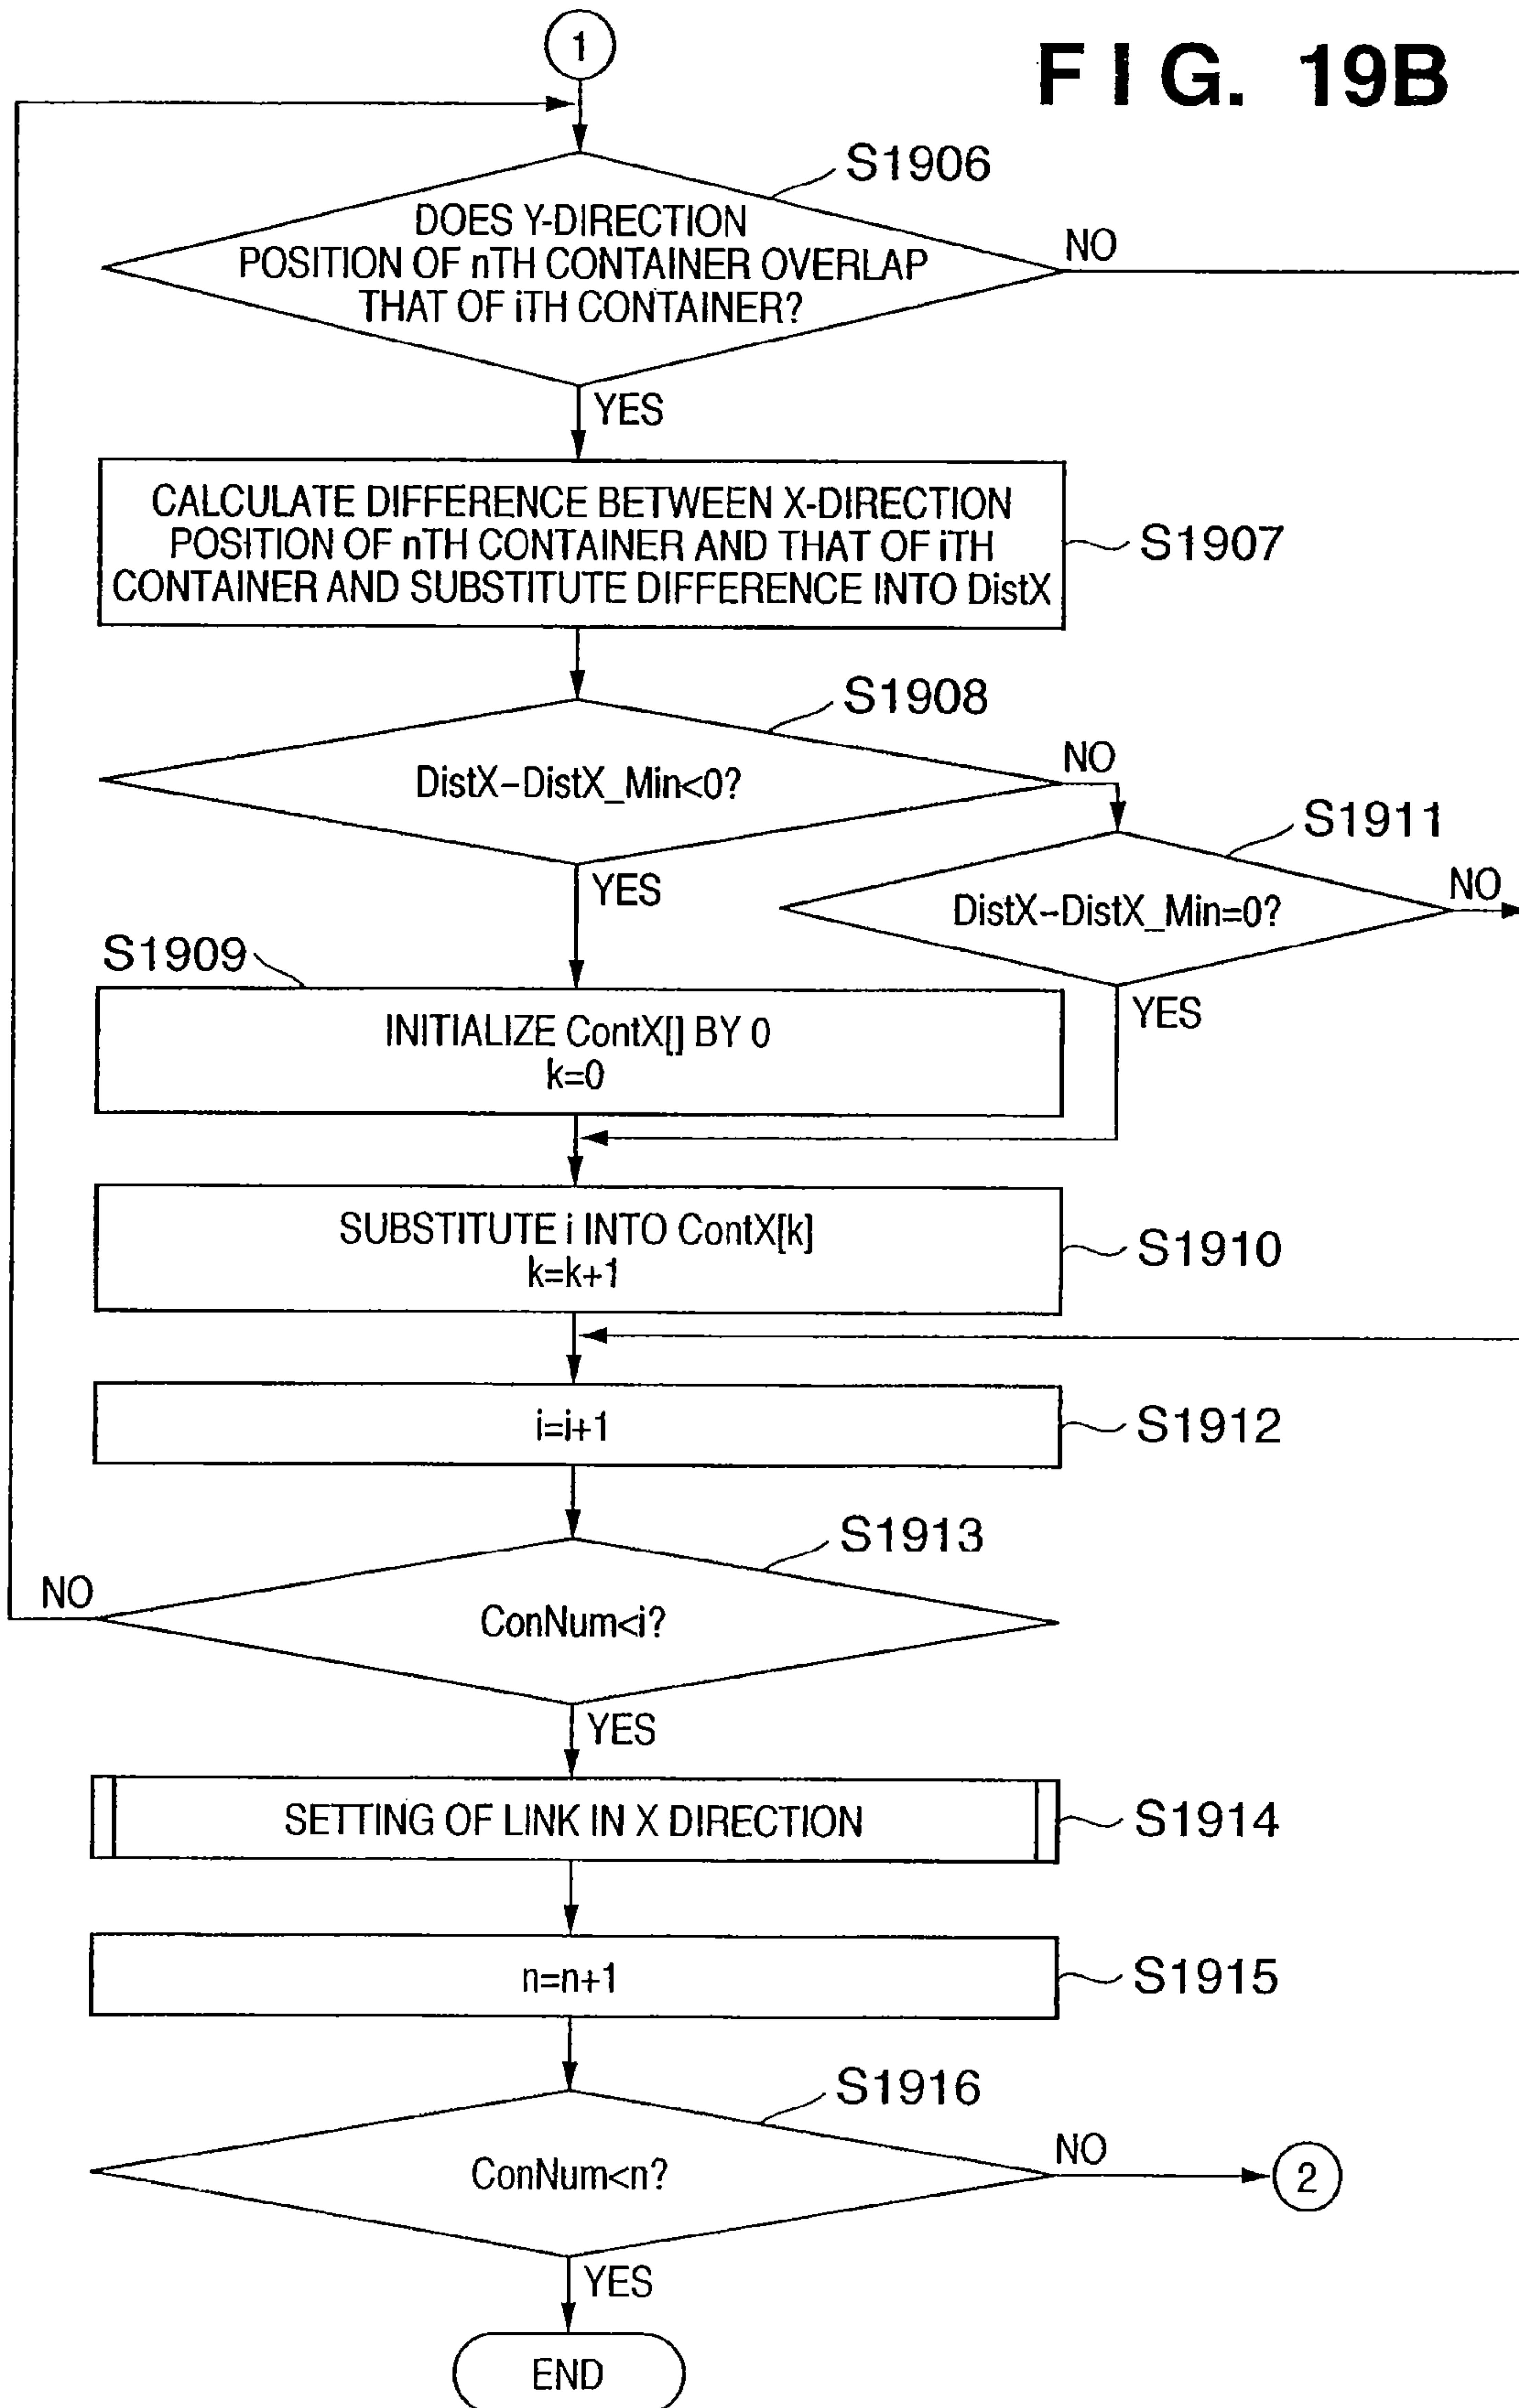 1
FIG. 19B
S1906
DOES Y-DIRECTION
POSITION OF nTH CONTAINER OVERLAP
THAT OF iTH CONTAINER?
NO
YES
CALCULATE DIFFERENCE BETWEEN X-DIRECTION
POSITION OF nTH CONTAINER AND THAT OF iTH
CONTAINER AND SUBSTITUTE DIFFERENCE INTO DistX
S1907
S1908
DistX-DistX_Min<0?
NO
YES
S1911
DistX-DistX_Min=0?
NO
YES
S1909
INITIALIZE ContX[] BY 0
k=0
SUBSTITUTE i INTO ContX[k]
k=k+1
S1910
i=i+1
S1912
S1913
ConNum<i?
NO
YES
SETTING OF LINK IN X DIRECTION
S1914
n=n+1
S1915
S1916
ConNum<n?
NO
2
YES
END